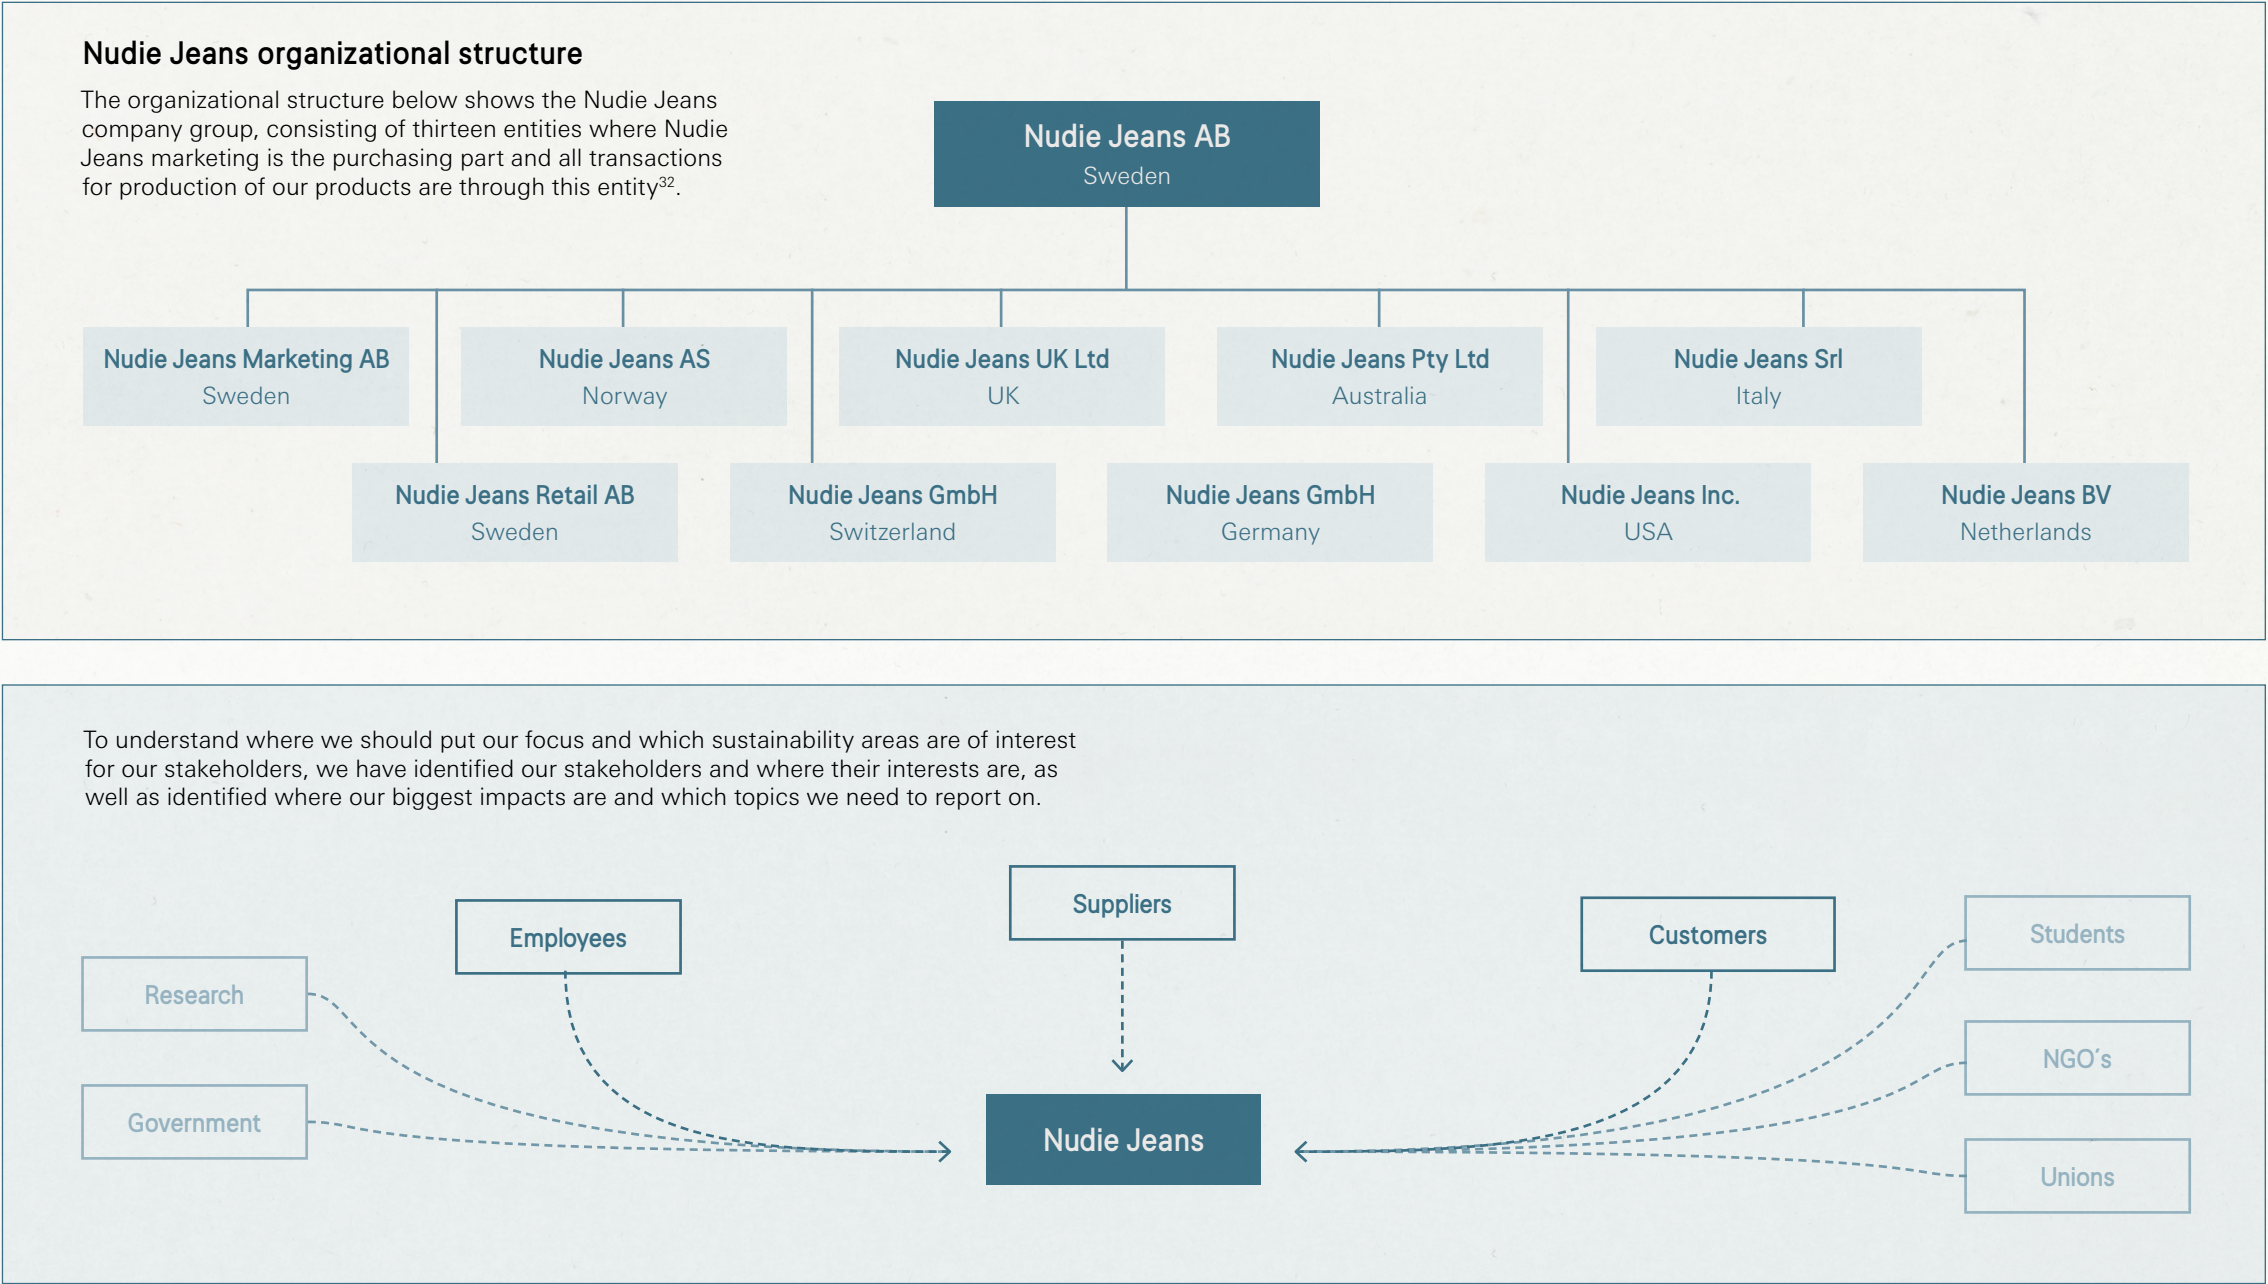 Nudie Jeans organizational structure
The organizational structure below shows the Nudie Jeans
company group, consisting of thirteen entities where Nudie
Jeans marketing is the purchasing part and all transactions
for production of our products are through this entity³².
Nudie Jeans AB
Sweden
Nudie Jeans Marketing AB
Sweden
Nudie Jeans AS
Norway
Nudie Jeans UK Ltd
UK
Nudie Jeans Pty Ltd
Australia
Nudie Jeans Srl
Italy
Nudie Jeans Retail AB
Sweden
Nudie Jeans GmbH
Switzerland
Nudie Jeans GmbH
Germany
Nudie Jeans Inc.
USA
Nudie Jeans BV
Netherlands
To understand where we should put our focus and which sustainability areas are of interest
for our stakeholders, we have identified our stakeholders and where their interests are, as
well as identified where our biggest impacts are and which topics we need to report on.
Research
Government
Employees
Suppliers
Customers
Students
NGO´s
Unions
Nudie Jeans